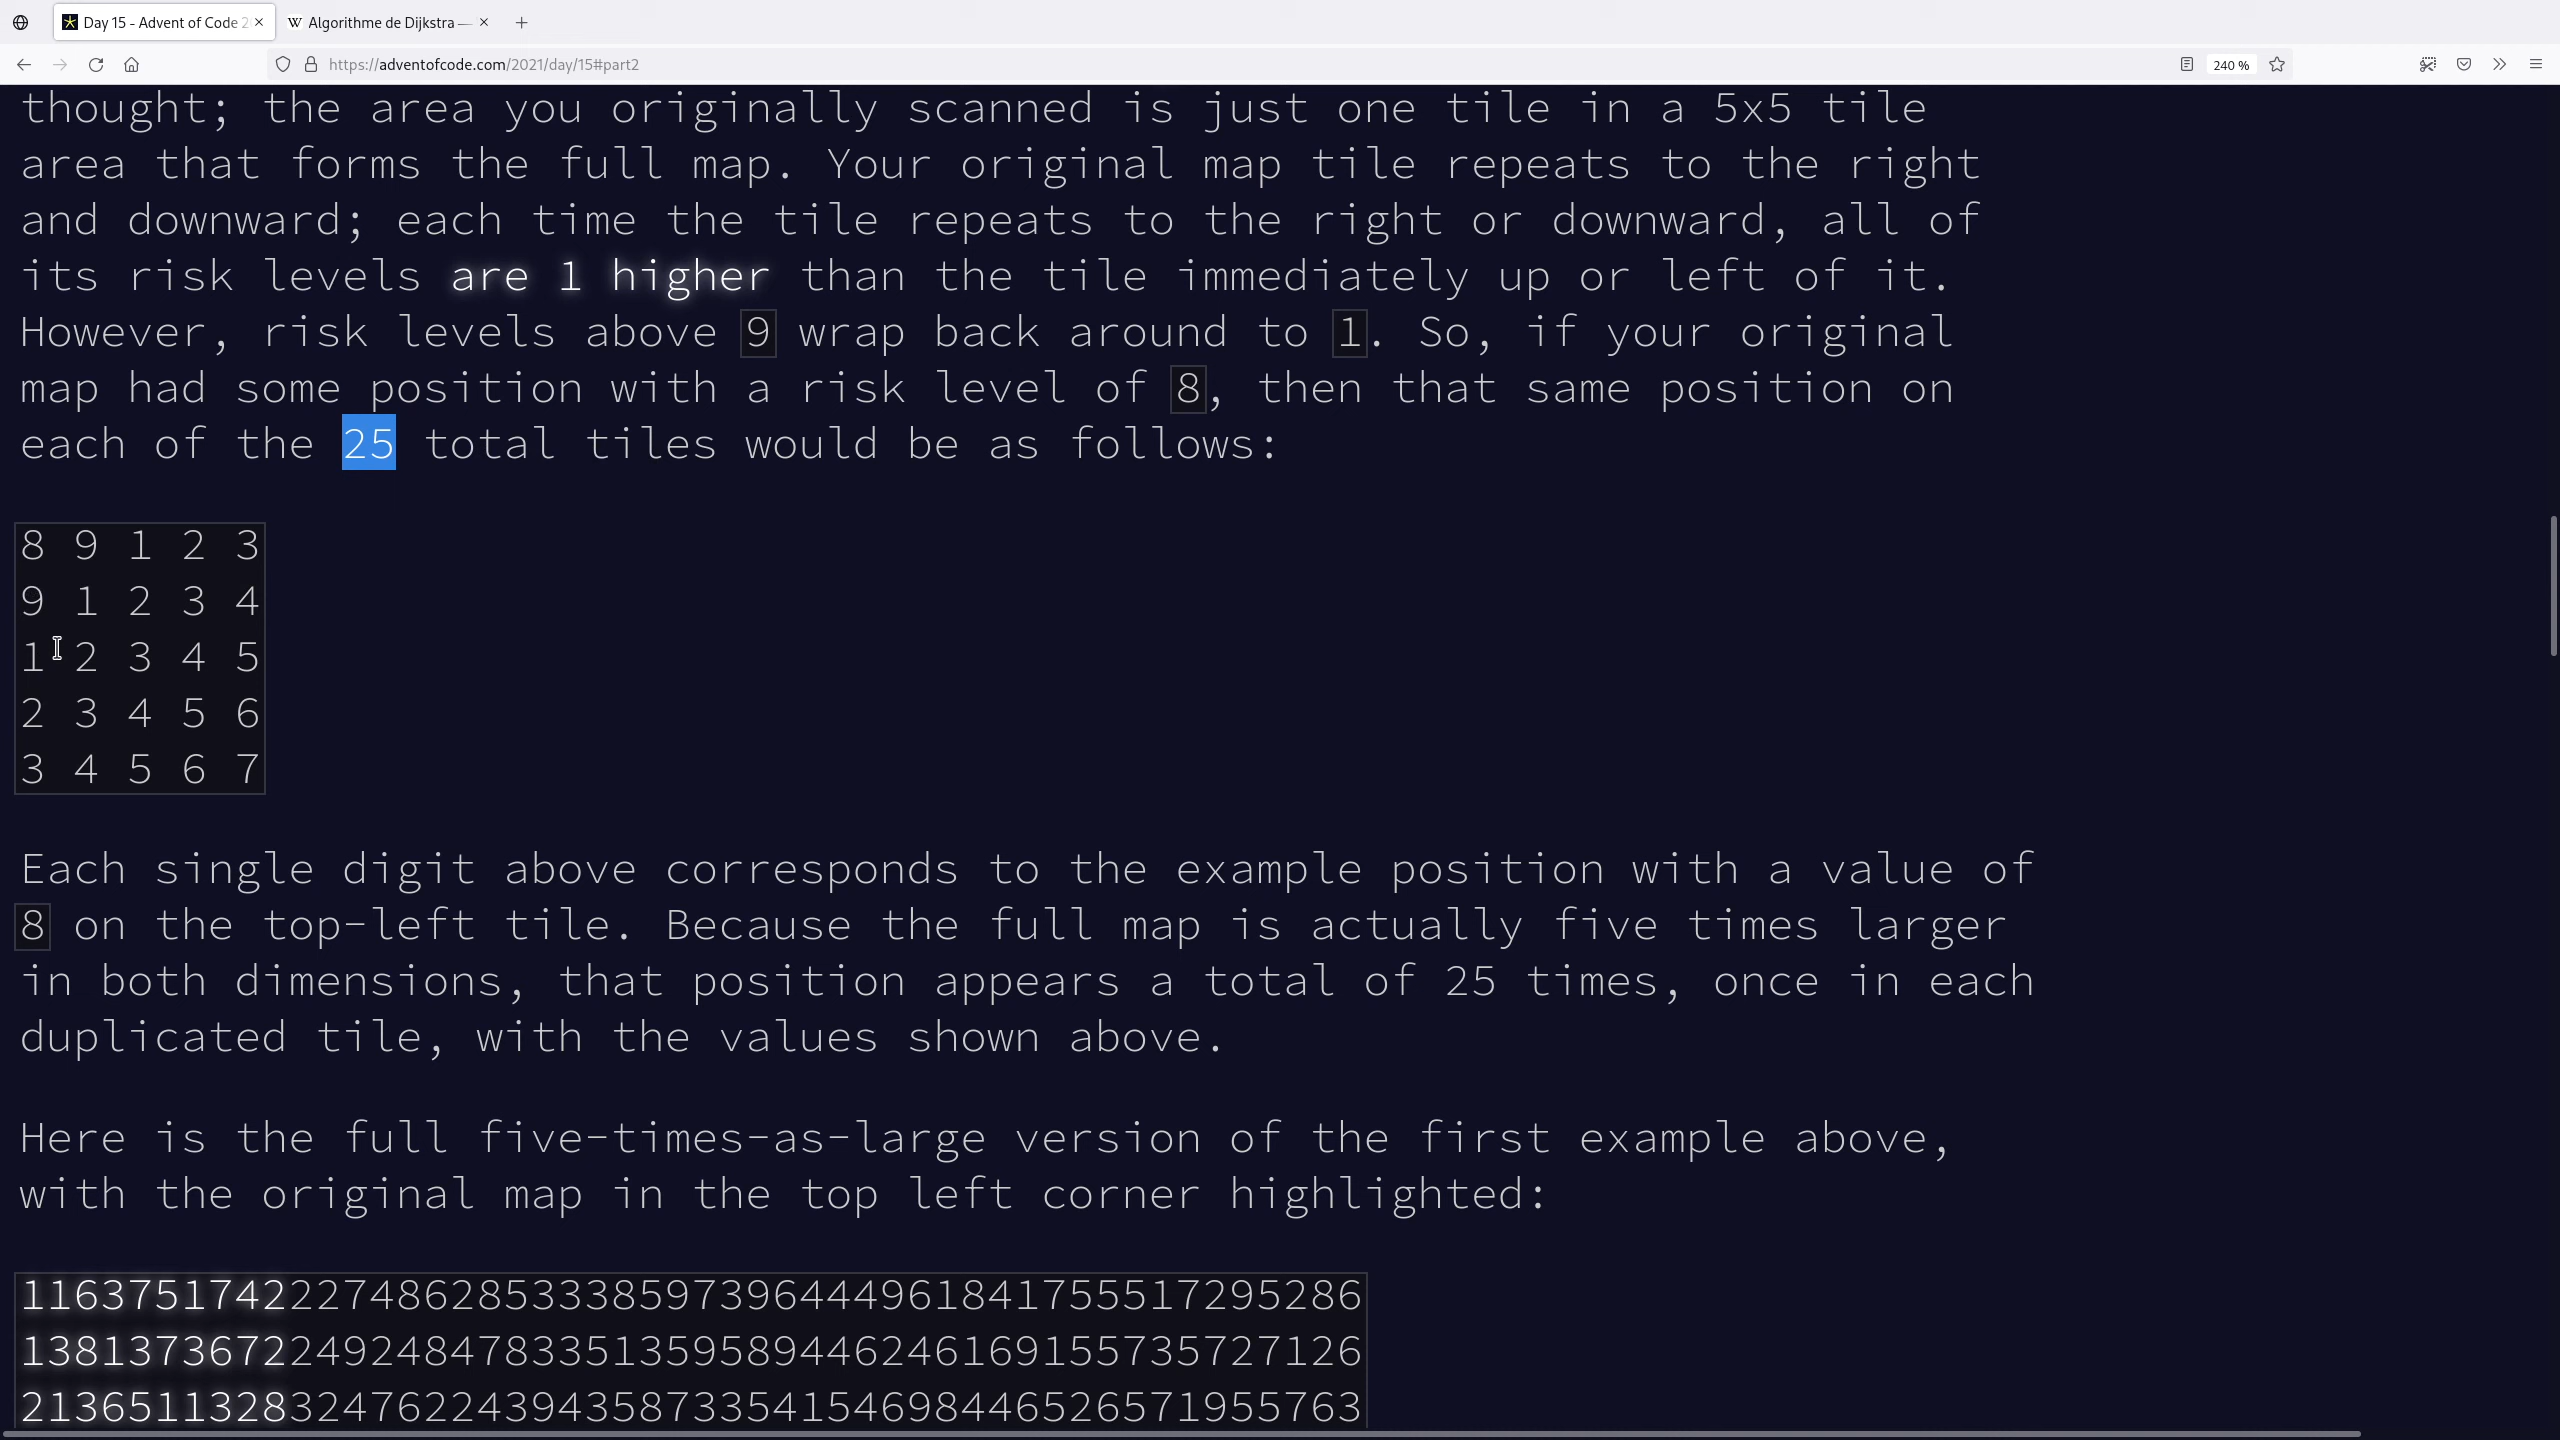 Day 15 - Advent of Code 2
Algorithme de Dijkstra —
https://adventofcode.com/2021/day/15#part2
240 %
thought; the area you originally scanned is just one tile in a 5x5 tile
area that forms the full map. Your original map tile repeats to the right
and downward; each time the tile repeats to the right or downward, all of
its risk levels are 1 higher than the tile immediately up or left of it.
However, risk levels above 9 wrap back around to 1. So, if your original
map had some position with a risk level of 8, then that same position on
each of the 25 total tiles would be as follows:
8 9 1 2 3
9 1 2 3 4
1 2 3 4 5
2 3 4 5 6
3 4 5 6 7
Each single digit above corresponds to the example position with a value of
8 on the top-left tile. Because the full map is actually five times larger
in both dimensions, that position appears a total of 25 times, once in each
duplicated tile, with the values shown above.
Here is the full five-times-as-large version of the first example above,
with the original map in the top left corner highlighted:
11637517422274862853338597396444961841755517295286
13813736722492484783351359589446246169155735727126
21365113283247622439435873354154698446526571955763